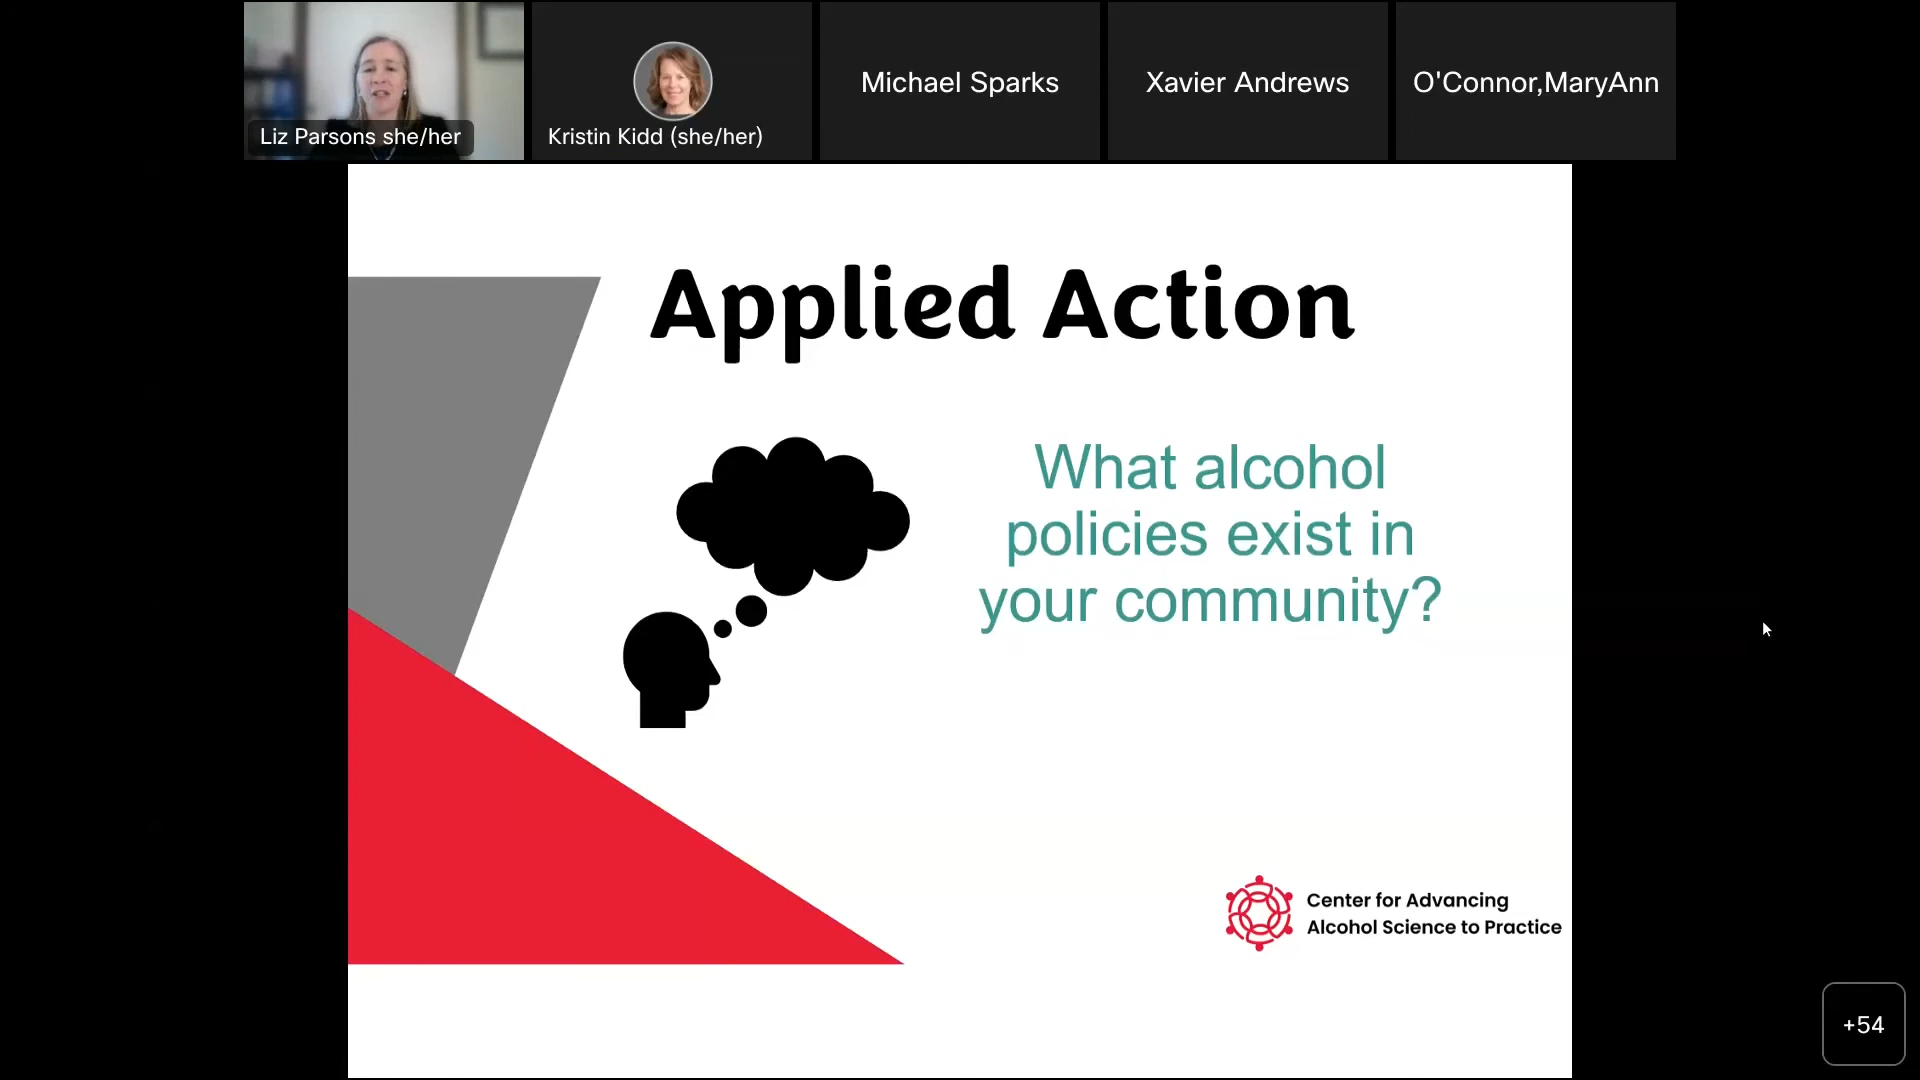 Liz Parsons she/her
Kristin Kidd (she/her)
Michael Sparks
Xavier Andrews
O'Connor,MaryAnn
Applied Action
What alcohol
policies exist in
your community?
Center for Advancing
Alcohol Science to Practice
+54